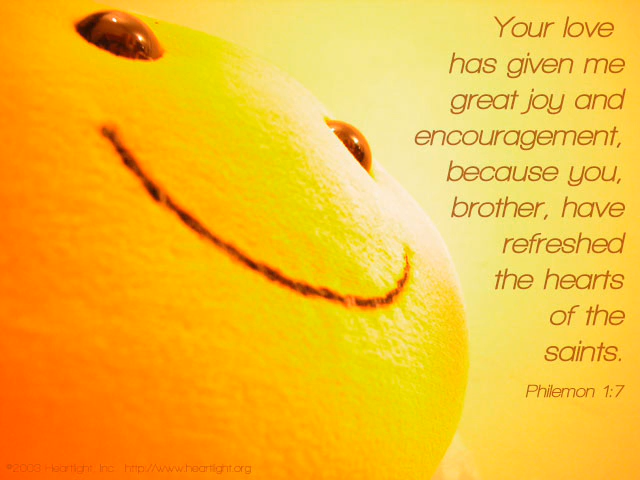 Your love
has given me
great joy and
encouragement,
because you,
brother, have
refreshed
the hearts
of the
saints.
Philemon 1:7
©2003 Heartlight, Inc. http://www.heartlight.org